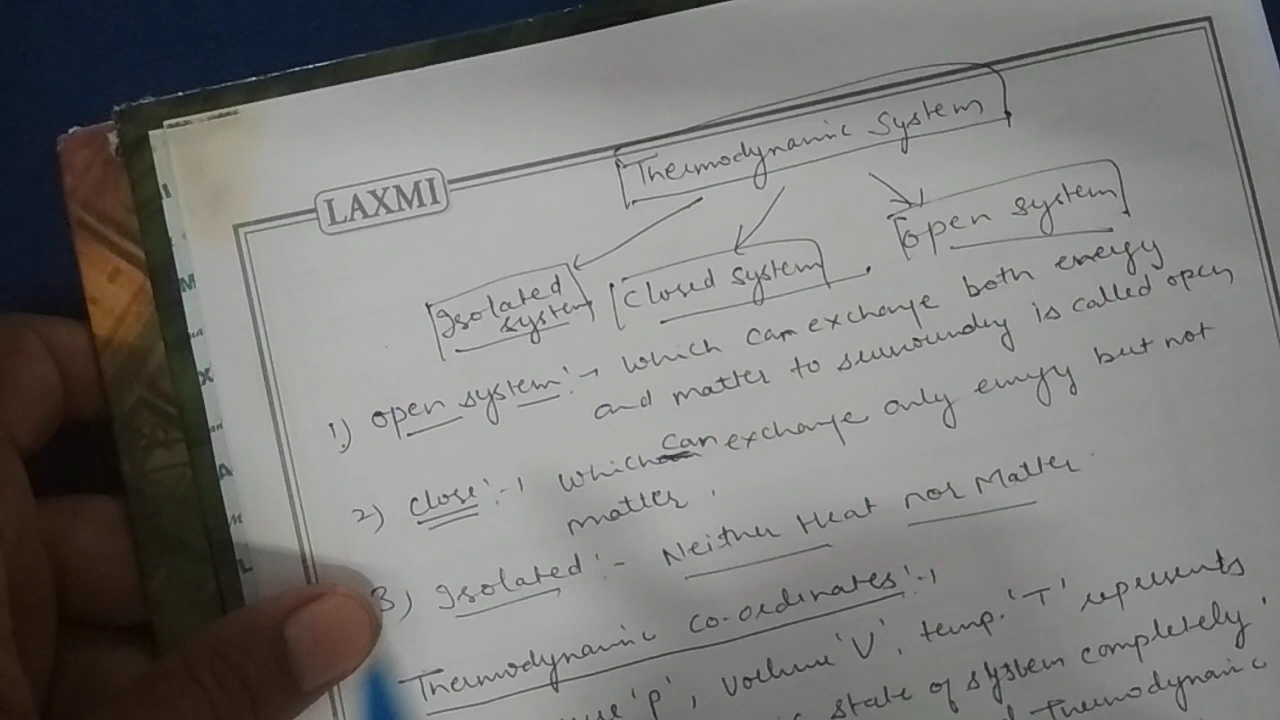 LAXMI
Thermodynamic System
Isolated system
Closed system
open system
1) open system :→ which can exchange both energy
and matter to surrounding is called open
2) close :-> which can exchange only energy but not
matter.
3) Isolated :- Neither Heat nor Matter.
Thermodynamic co-ordinates :->
'P', volume 'V', temp. 'T' represents
state of system completely.
Thermodynamic